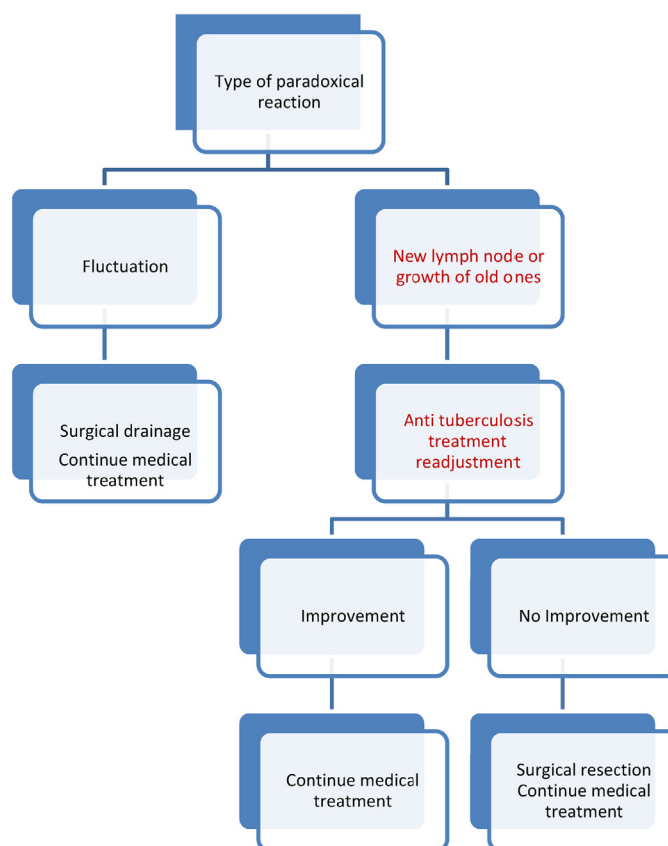 Type of paradoxical
reaction
Fluctuation
New lymph node or
growth of old ones
Surgical drainage
Continue medical
treatment
Anti tuberculosis
treatment
readjustment
Improvement
No Improvement
Continue medical
treatment
Surgical resection
Continue medical
treatment